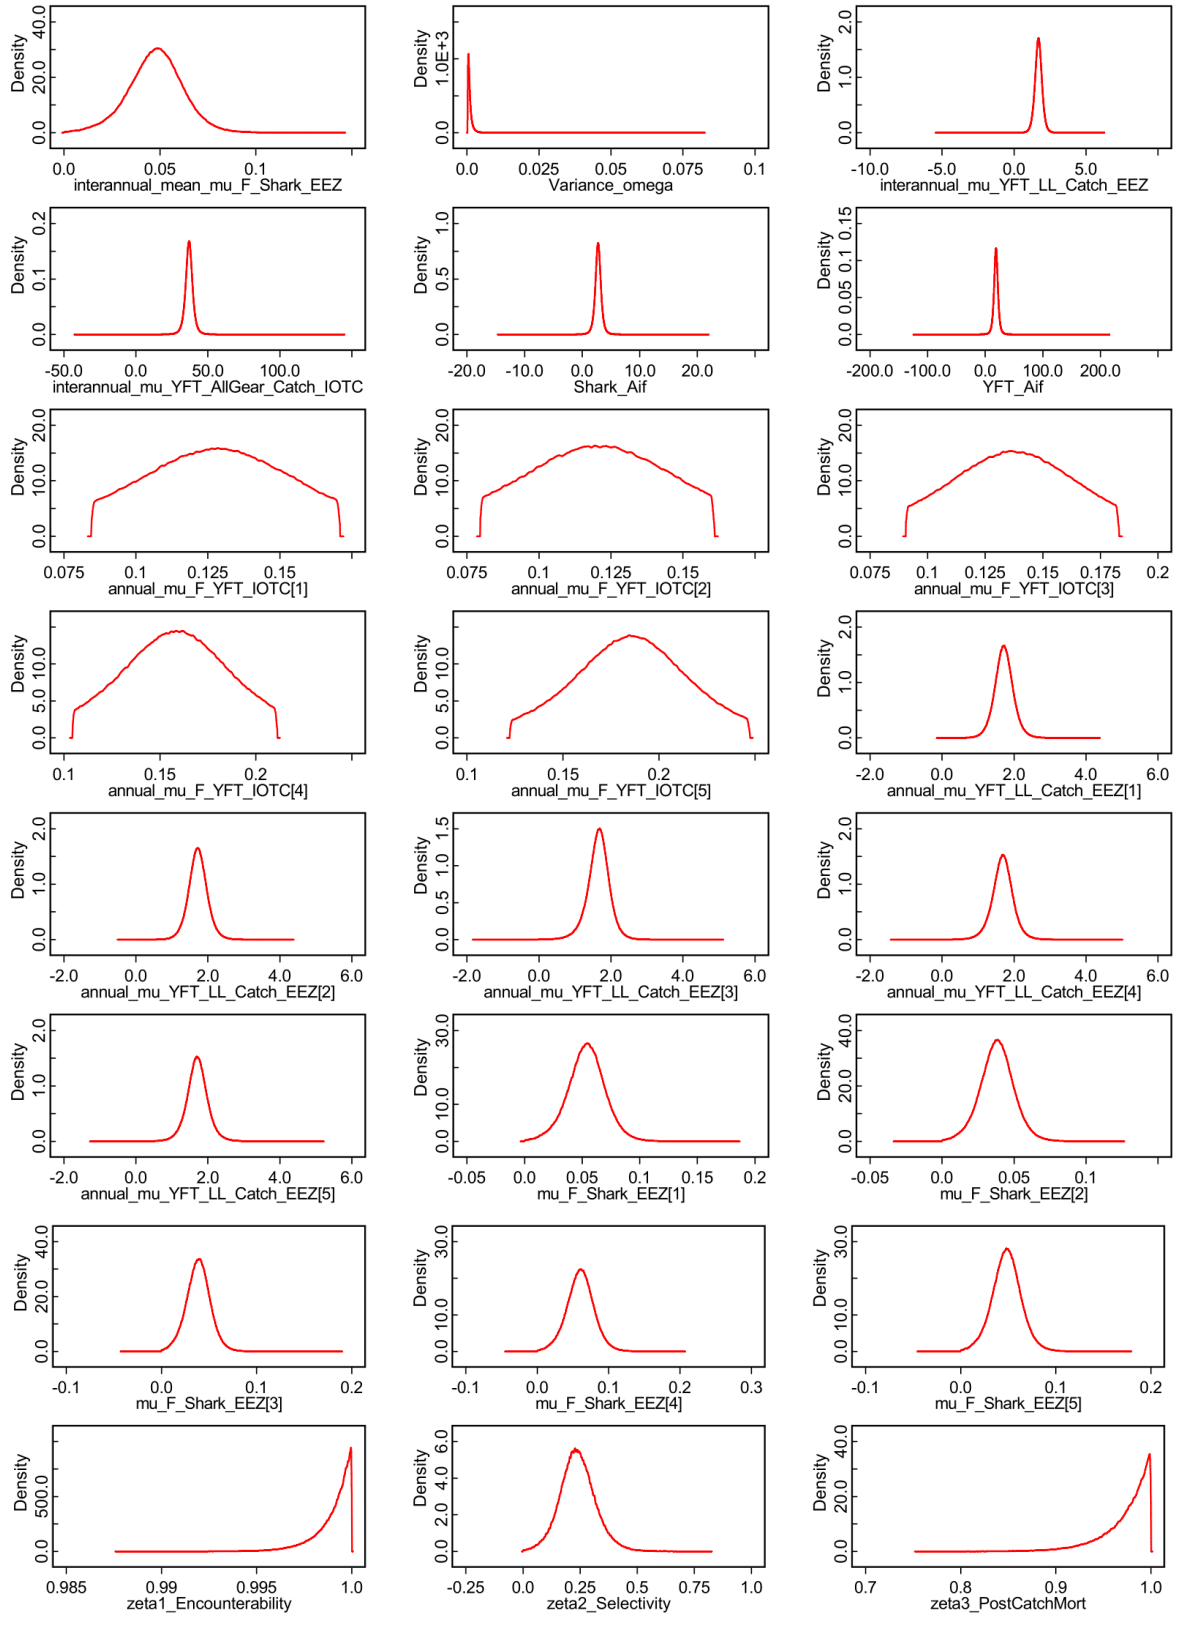 Density
0.0 20.0 40.0
0.0 0.05 0.1
interannual_mean_mu_F_Shark_EEZ
Density
0.0 1.0E+3
0.0 0.025 0.05 0.075 0.1
Variance_omega
Density
0.0 1.0 2.0
-10.0 -5.0 0.0 5.0
interannual_mu_YFT_LL_Catch_EEZ
Density
0.0 0.1 0.2
-50.0 0.0 50.0 100.0
interannual_mu_YFT_AllGear_Catch_IOTC
Density
0.0 0.5 1.0
-20.0 -10.0 0.0 10.0 20.0
Shark_Aif
Density
0.0 0.05 0.1 0.15
-200.0 -100.0 0.0 100.0 200.0
YFT_Aif
Density
0.0 10.0 20.0
0.075 0.1 0.125 0.15
annual_mu_F_YFT_IOTC[1]
Density
0.0 10.0 20.0
0.075 0.1 0.125 0.15
annual_mu_F_YFT_IOTC[2]
Density
0.0 10.0 20.0
0.075 0.1 0.125 0.15 0.175 0.2
annual_mu_F_YFT_IOTC[3]
Density
0.0 5.0 10.0
0.1 0.15 0.2
annual_mu_F_YFT_IOTC[4]
Density
0.0 5.0 10.0
0.1 0.15 0.2
annual_mu_F_YFT_IOTC[5]
Density
0.0 1.0 2.0
-2.0 0.0 2.0 4.0 6.0
annual_mu_YFT_LL_Catch_EEZ[1]
Density
0.0 1.0 2.0
-2.0 0.0 2.0 4.0 6.0
annual_mu_YFT_LL_Catch_EEZ[2]
Density
0.0 0.5 1.0 1.5
-2.0 0.0 2.0 4.0 6.0
annual_mu_YFT_LL_Catch_EEZ[3]
Density
0.0 1.0 2.0
-2.0 0.0 2.0 4.0 6.0
annual_mu_YFT_LL_Catch_EEZ[4]
Density
0.0 1.0 2.0
-2.0 0.0 2.0 4.0 6.0
annual_mu_YFT_LL_Catch_EEZ[5]
Density
0.0 10.0 30.0
-0.05 0.0 0.05 0.1 0.15 0.2
mu_F_Shark_EEZ[1]
Density
0.0 20.0 40.0
-0.05 0.0 0.05 0.1
mu_F_Shark_EEZ[2]
Density
0.0 20.0 40.0
-0.1 0.0 0.1 0.2
mu_F_Shark_EEZ[3]
Density
0.0 10.0 30.0
-0.1 0.0 0.1 0.2 0.3
mu_F_Shark_EEZ[4]
Density
0.0 10.0 30.0
-0.1 0.0 0.1 0.2
mu_F_Shark_EEZ[5]
Density
0.0 500.0
0.985 0.99 0.995 1.0
zeta1_Encounterability
Density
0.0 2.0 4.0 6.0
-0.25 0.0 0.25 0.5 0.75 1.0
zeta2_Selectivity
Density
0.0 20.0 40.0
0.7 0.8 0.9 1.0
zeta3_PostCatchMort